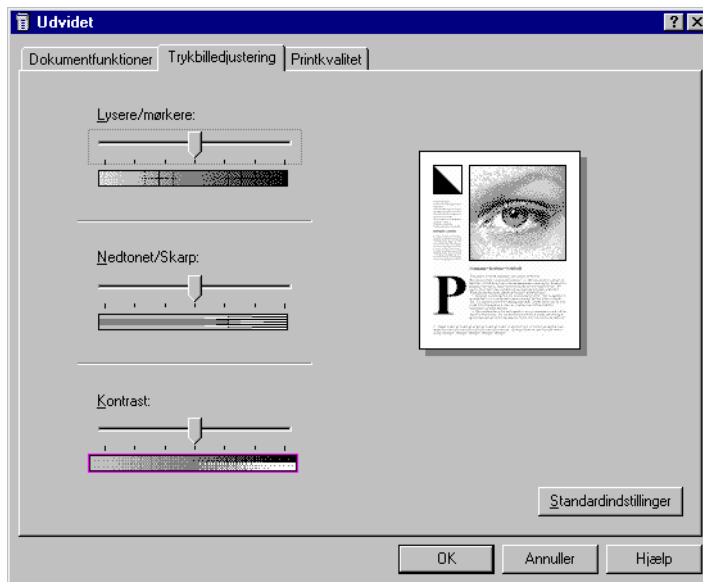 Udvidet
Dokumentfunktioner Trykbilledjustering Printkvalitet
Lysere/mørkere:
Nedtonet/Skarp:
P
Kontrast:
Standardindstillinger
OK Annuller Hjælp